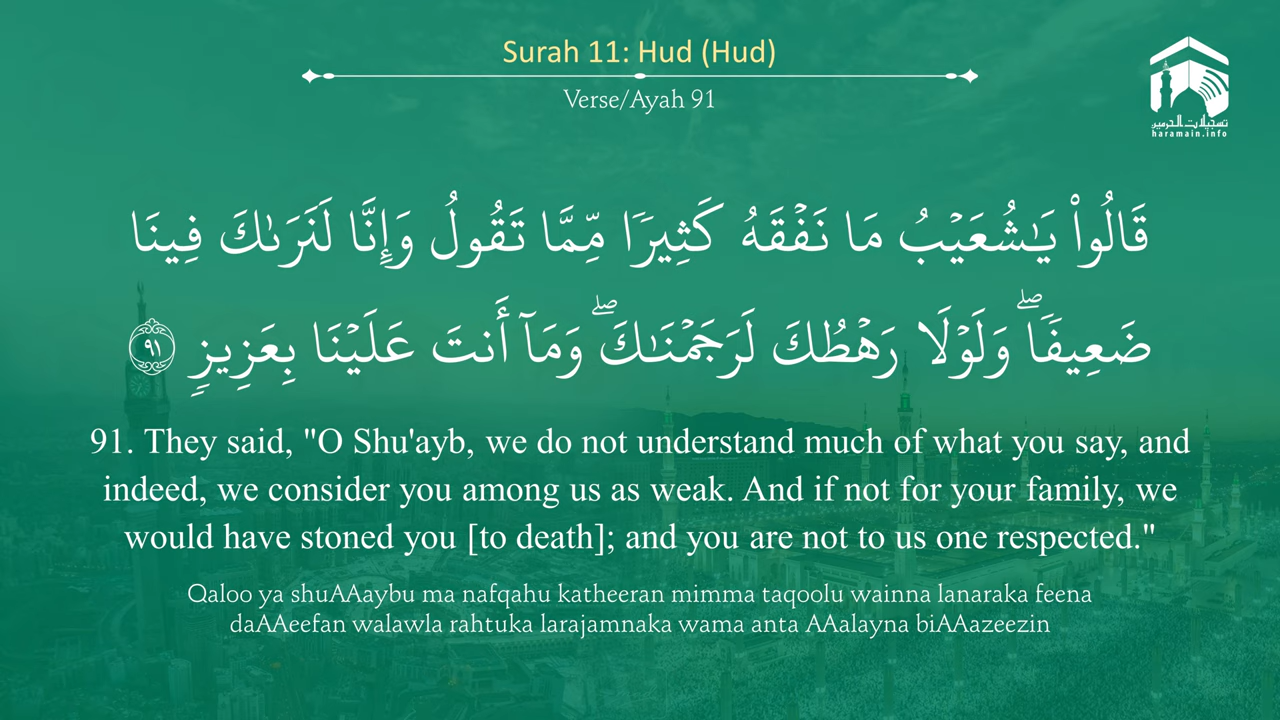 Surah 11: Hud (Hud)
Verse/Ayah 91
تسجيلات الحرمين
haramain.info
قَالُوا۟ يَـٰشُعَيْبُ مَا نَفْقَهُ كَثِيرًۭا مِّمَّا تَقُولُ وَإِنَّا لَنَرَىٰكَ فِينَا
ضَعِيفًۭا ۖ وَلَوْلَا رَهْطُكَ لَرَجَمْنَـٰكَ ۖ وَمَآ أَنتَ عَلَيْنَا بِعَزِيزٍۢ ٩١
91. They said, "O Shu'ayb, we do not understand much of what you say, and
indeed, we consider you among us as weak. And if not for your family, we
would have stoned you [to death]; and you are not to us one respected."
Qaloo ya shuAAaybu ma nafqahu katheeran mimma taqoolu wainna lanaraka feena
daAAeefan walawla rahtuka larajamnaka wama anta AAalayna biAAazeezin